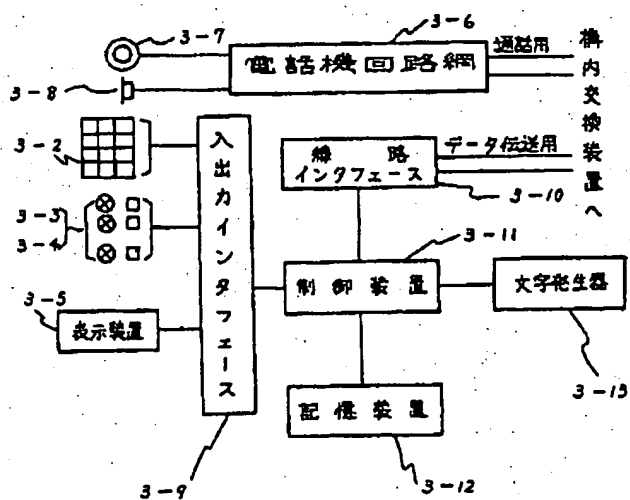 3-6
3-7
電話機回路網
通話用
構内交換装置へ
3-8
3-2
入出力インタフェース
線路
インタフェース
データ伝送用
3-10
3-3
3-4
3-11
制御装置
文字発生器
3-5
表示装置
3-13
記憶装置
3-9
3-12